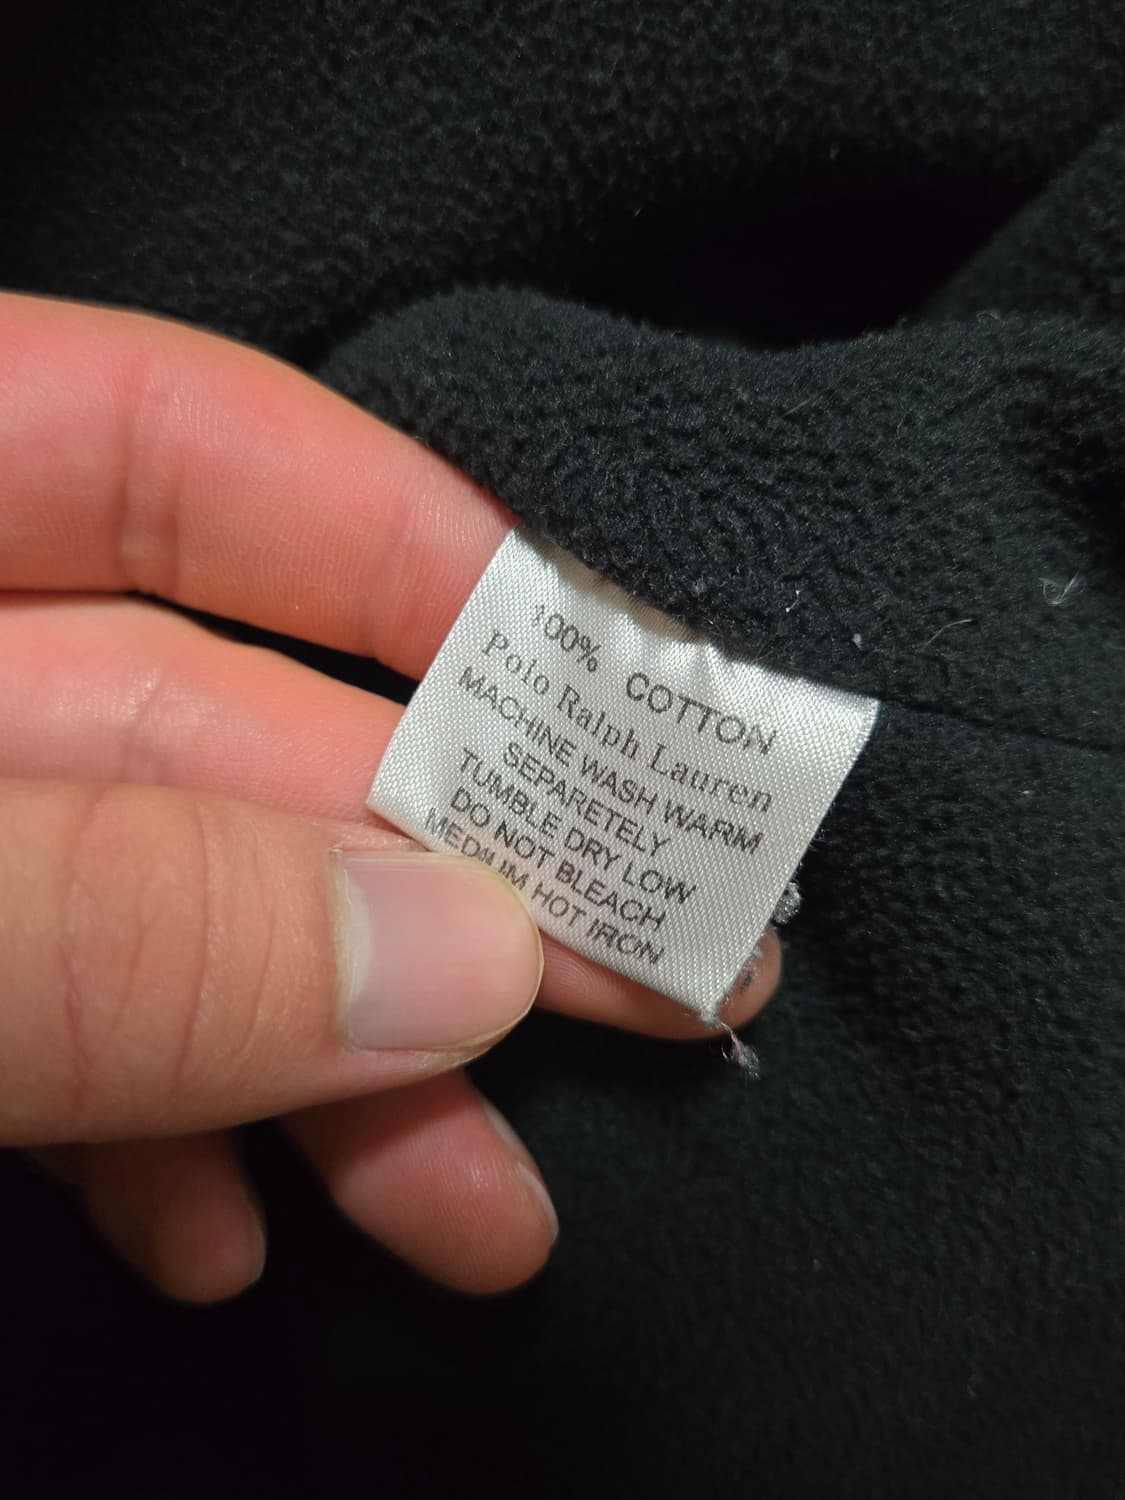 100% COTTON
Polo Ralph Lauren
MACHINE WASH WARM
SEPARETELY
TUMBLE DRY LOW
DO NOT BLEACH
MEDIUM HOT IRON